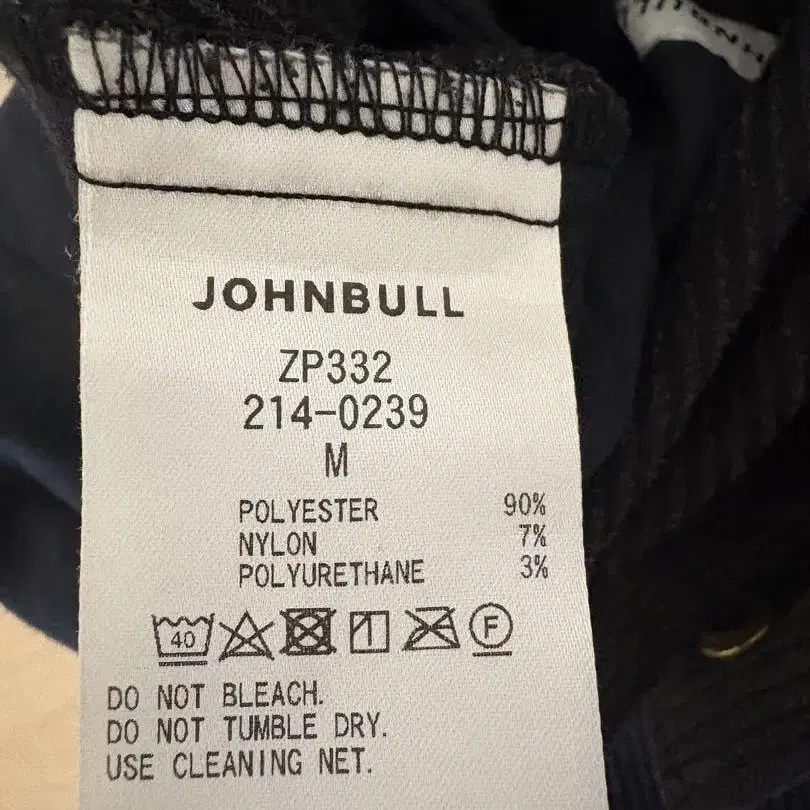 JOHNBULL
ZP332
214-0239
M
POLYESTER 90%
NYLON 7%
POLYURETHANE 3%
40 F
DO NOT BLEACH.
DO NOT TUMBLE DRY.
USE CLEANING NET.